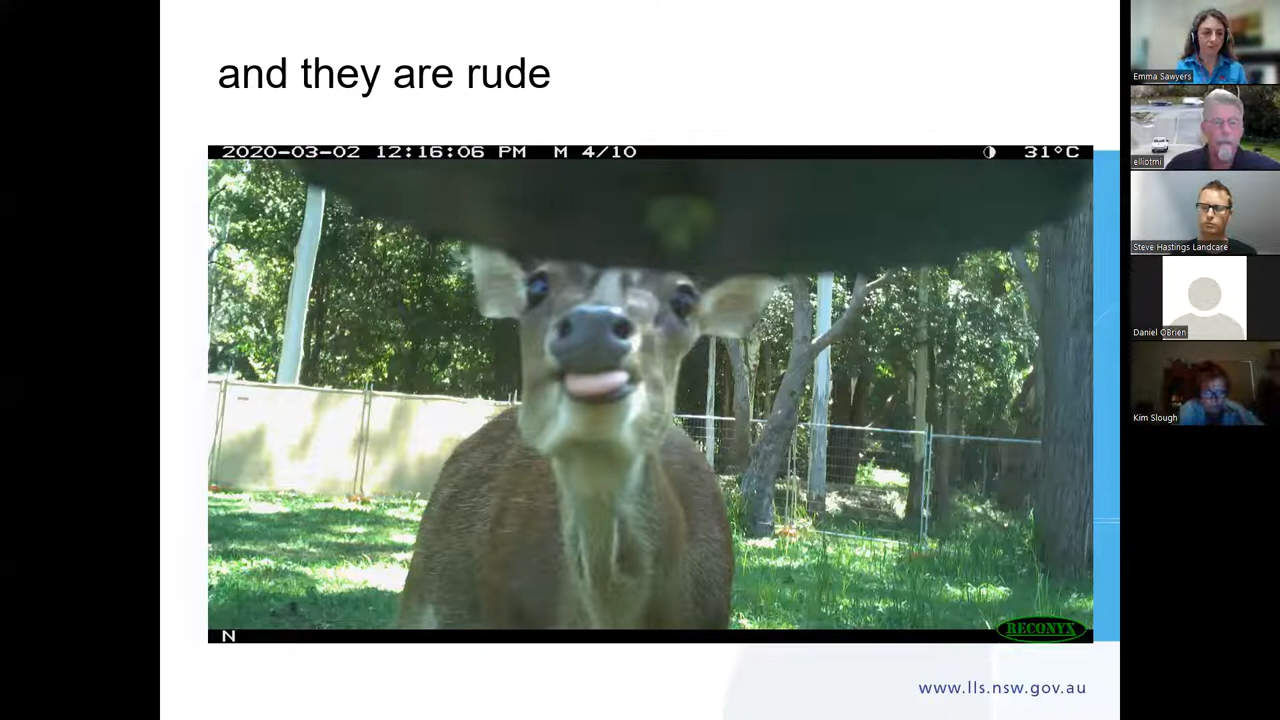 and they are rude
2020-03-02 12:16:06 PM M 4/10 31°C
N
RECONYX
www.lls.nsw.gov.au
Emma Sawyers
elliotmi
Steve Hastings Landcare
Daniel OBrien
Kim Slough